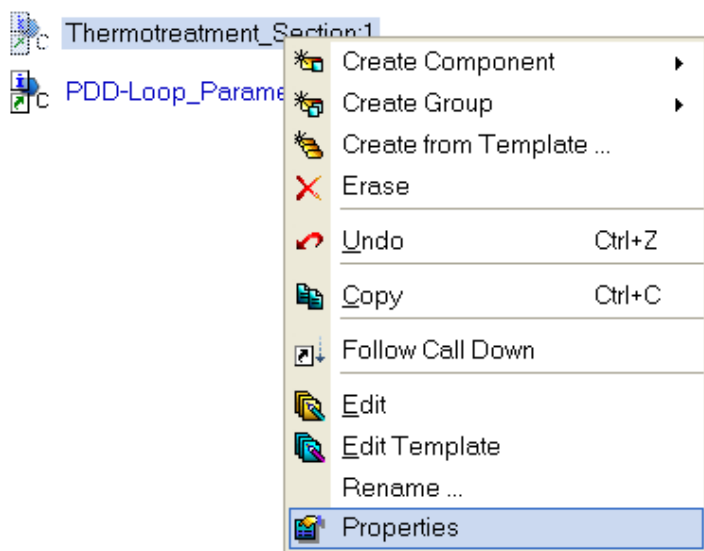 Thermotreatment_Section:1
PDD-Loop_Parame
Create Component
Create Group
Create from Template ...
Erase
Undo Ctrl+Z
Copy Ctrl+C
Follow Call Down
Edit
Edit Template
Rename ...
Properties